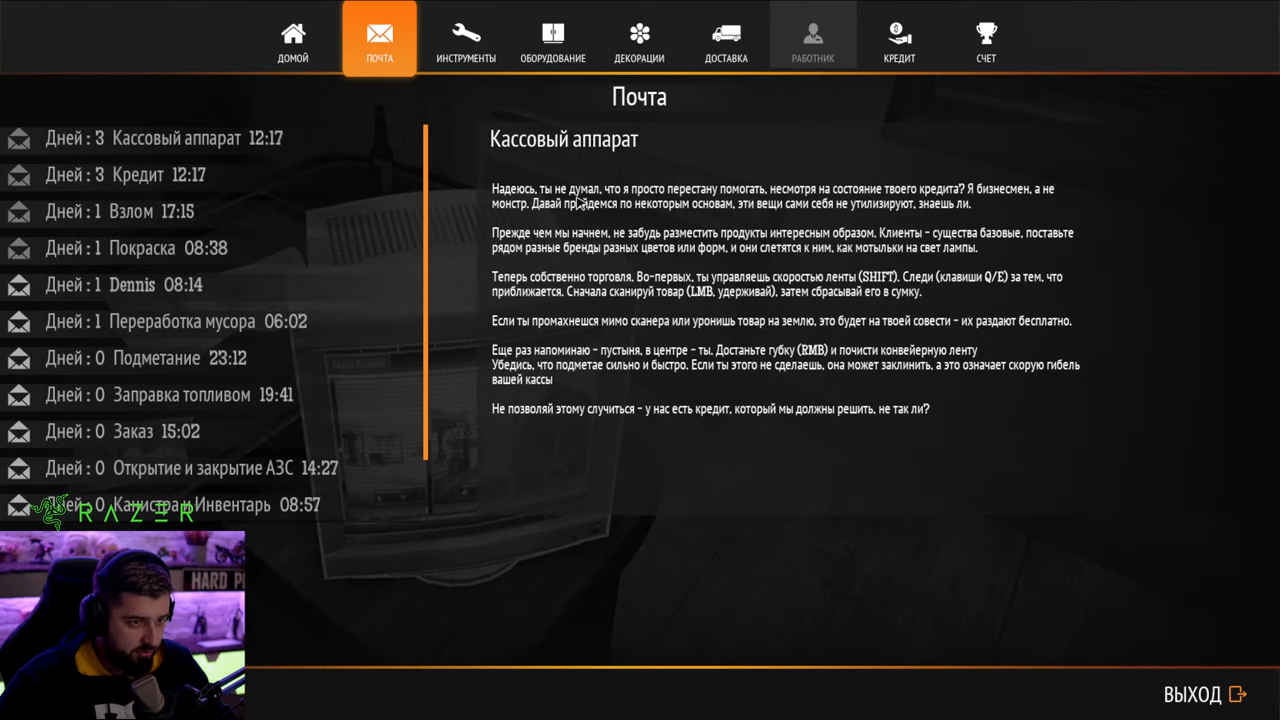 ДОМОЙ
ПОЧТА
ИНСТРУМЕНТЫ
ОБОРУДОВАНИЕ
ДЕКОРАЦИИ
ДОСТАВКА
РАБОТНИК
КРЕДИТ
СЧЕТ
Почта
Дней : 3 Кассовый аппарат 12:17
Дней : 3 Кредит 12:17
Дней : 1 Взлом 17:15
Дней : 1 Покраска 08:38
Дней : 1 Dennis 08:14
Дней : 1 Переработка мусора 06:02
Дней : 0 Подметание 23:12
Дней : 0 Заправка топливом 19:41
Дней : 0 Заказ 15:02
Дней : 0 Открытие и закрытие АЗС 14:27
Дней : 0 Канистра и Инвентарь 08:57
Кассовый аппарат
Надеюсь, ты не думал, что я просто перестану помогать, несмотря на состояние твоего кредита? Я бизнесмен, а не
монстр. Давай пройдемся по некоторым основам, эти вещи сами себя не утилизируют, знаешь ли.
Прежде чем мы начнем, не забудь разместить продукты интересным образом. Клиенты – существа базовые, поставьте
рядом разные бренды разных цветов или форм, и они слетятся к ним, как мотыльки на свет лампы.
Теперь собственно торговля. Во-первых, ты управляешь скоростью ленты (SHIFT). Следи (клавиши Q/E) за тем, что
приближается. Сначала сканируй товар (LMB, удерживай), затем сбрасывай его в сумку.
Если ты промахнешся мимо сканера или уронишь товар на землю, это будет на твоей совести – их раздают бесплатно.
Еще раз напоминаю – пустыня, в центре – ты. Достаньте губку (RMB) и почисти конвейерную ленту
Убедись, что подметае сильно и быстро. Если ты этого не сделаешь, она может заклинить, а это означает скорую гибель
вашей кассы
Не позволяй этому случиться – у нас есть кредит, который мы должны решить, не так ли?
RAZER
HARD
ВЫХОД